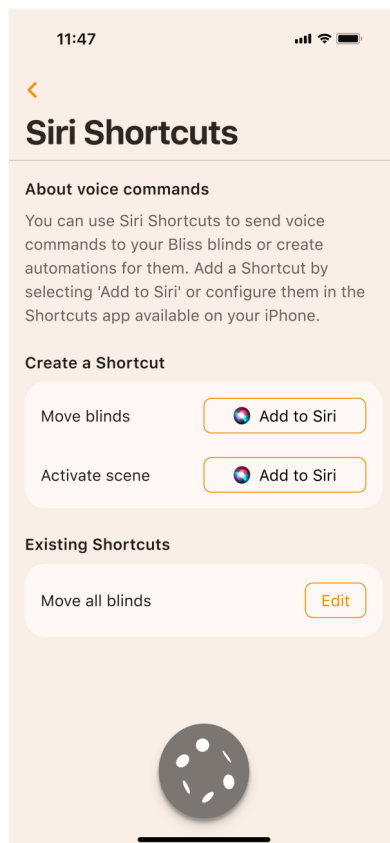 11:47
Siri Shortcuts
About voice commands
You can use Siri Shortcuts to send voice
commands to your Bliss blinds or create
automations for them. Add a Shortcut by
selecting 'Add to Siri' or configure them in the
Shortcuts app available on your iPhone.
Create a Shortcut
Move blinds Add to Siri
Activate scene Add to Siri
Existing Shortcuts
Move all blinds Edit